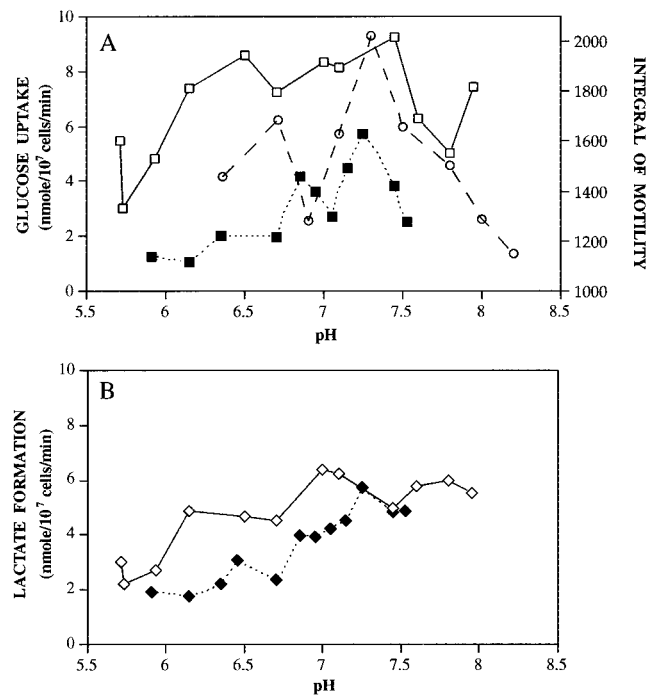 A
GLUCOSE UPTAKE
(nmole/10⁷ cells/min)
10
8
6
4
2
0
INTEGRAL OF MOTILITY
2000
1800
1600
1400
1200
1000
5.5 6 6.5 7 7.5 8 8.5
pH
B
LACTATE FORMATION
(nmole/10⁷ cells/min)
10
8
6
4
2
0
5.5 6 6.5 7 7.5 8 8.5
pH